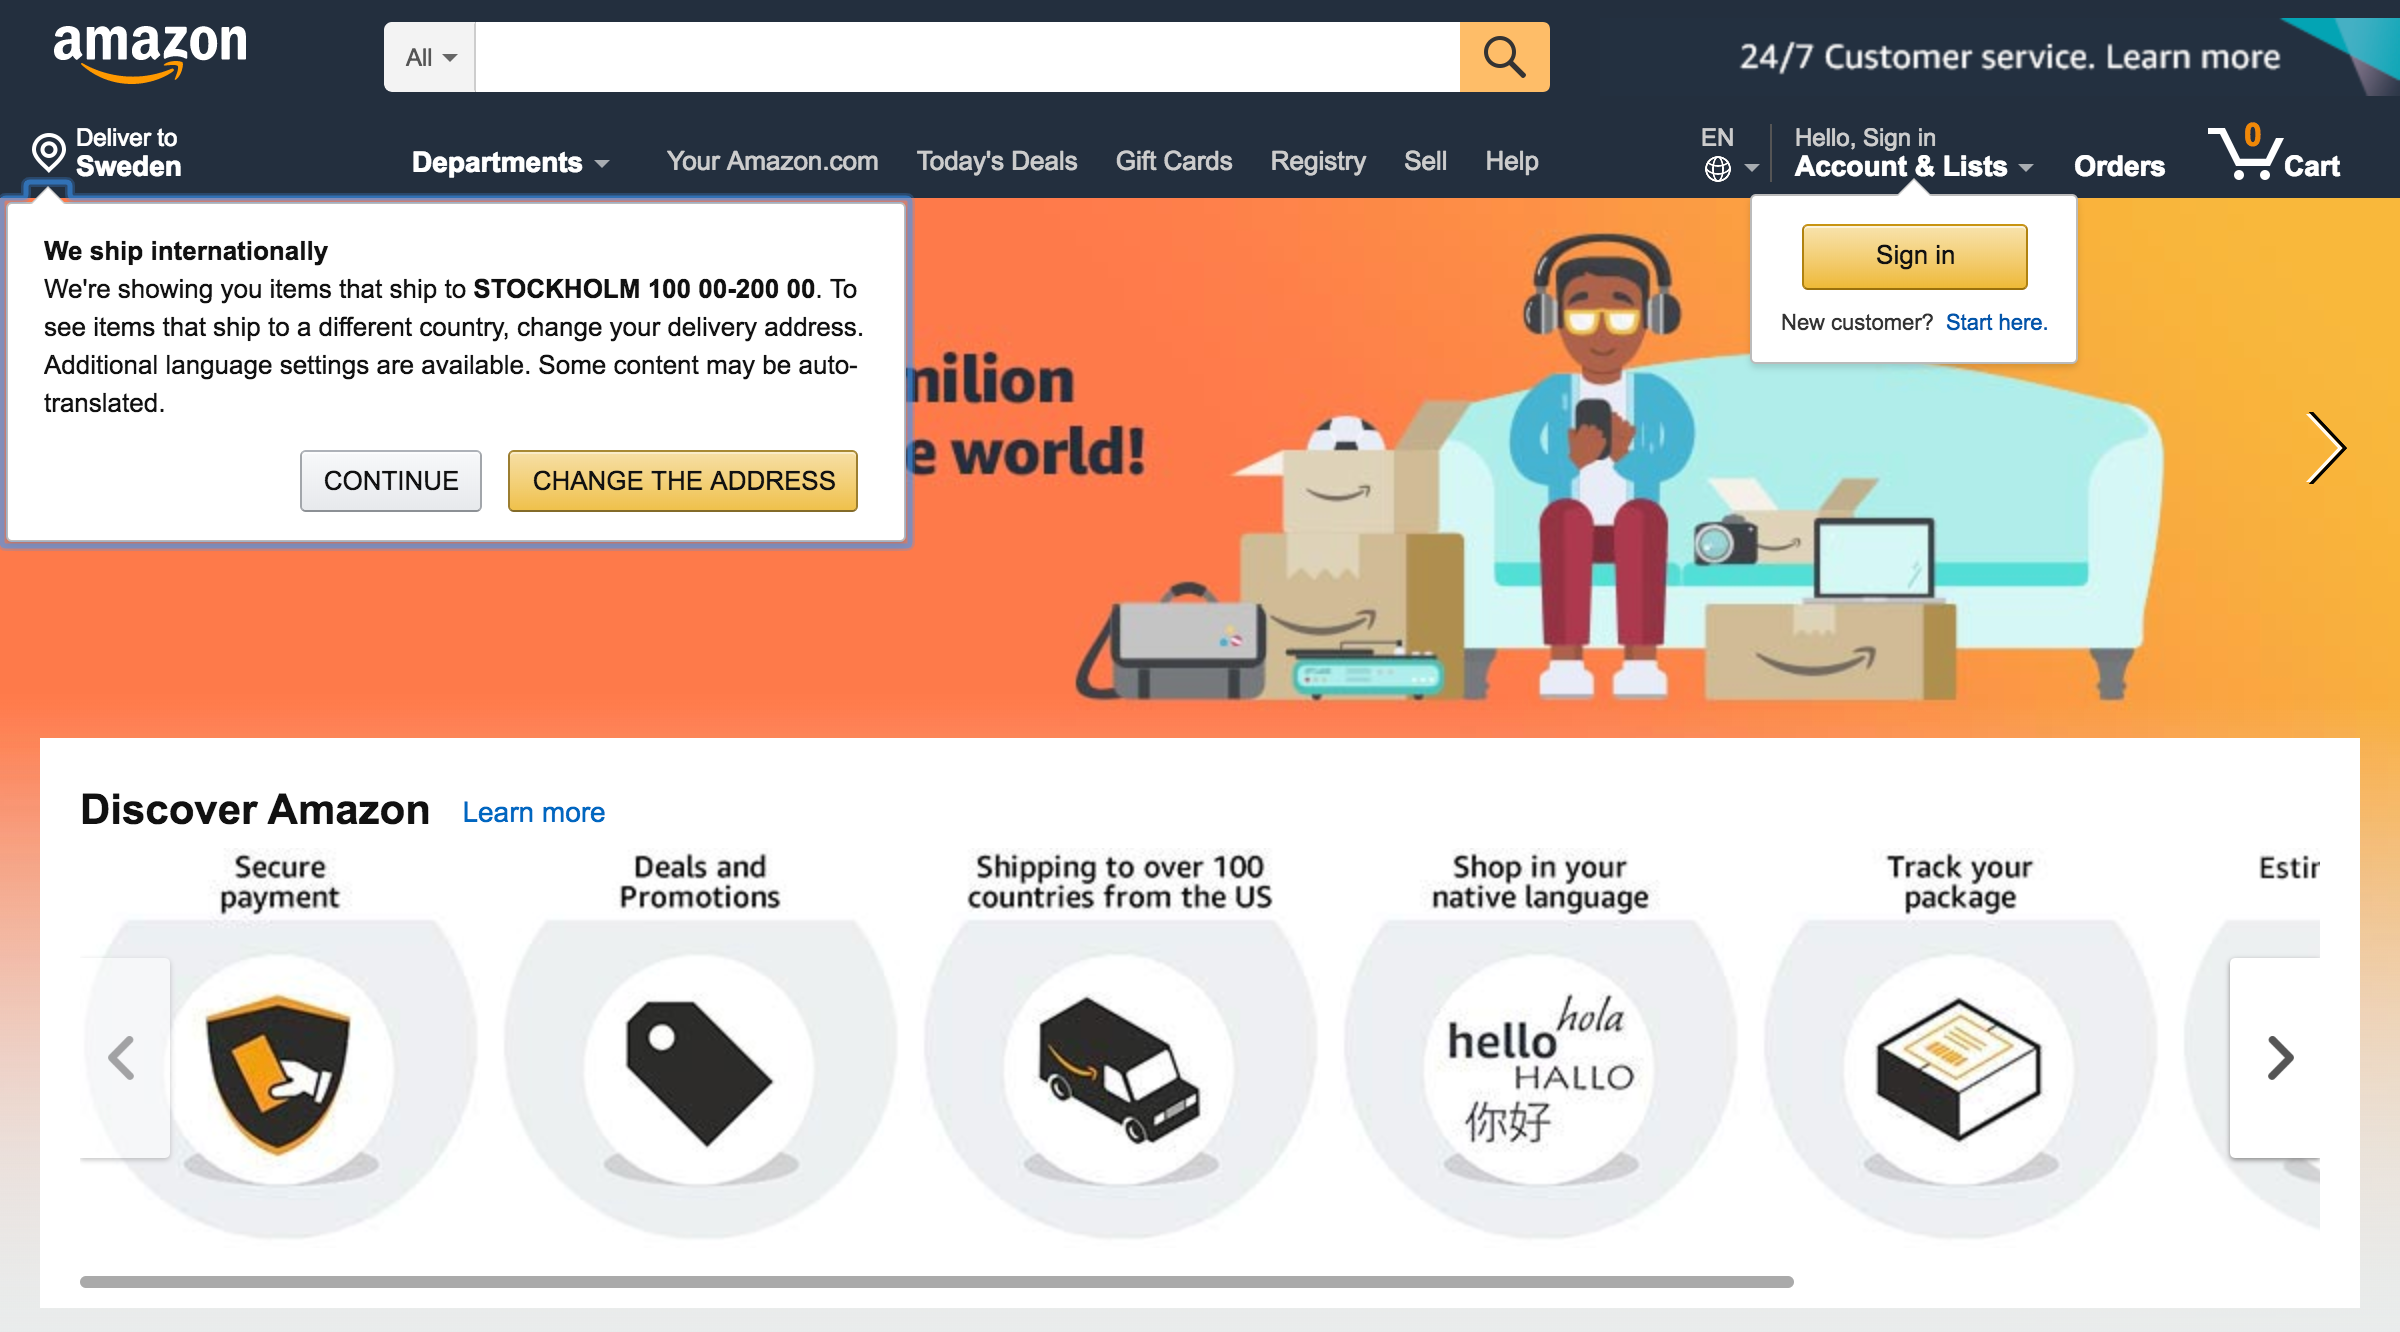 amazon
All
24/7 Customer service. Learn more
Deliver to
Sweden
Departments
Your Amazon.com
Today's Deals
Gift Cards
Registry
Sell
Help
EN
Hello, Sign in
Account & Lists
Orders
0
Cart
We ship internationally
We're showing you items that ship to STOCKHOLM 100 00-200 00. To
see items that ship to a different country, change your delivery address.
Additional language settings are available. Some content may be auto-
translated.
CONTINUE
CHANGE THE ADDRESS
Sign in
New customer? Start here.
world!
Discover Amazon
Learn more
Secure
payment
Deals and
Promotions
Shipping to over 100
countries from the US
Shop in your
native language
Track your
package
hola
hello
HALLO
你好